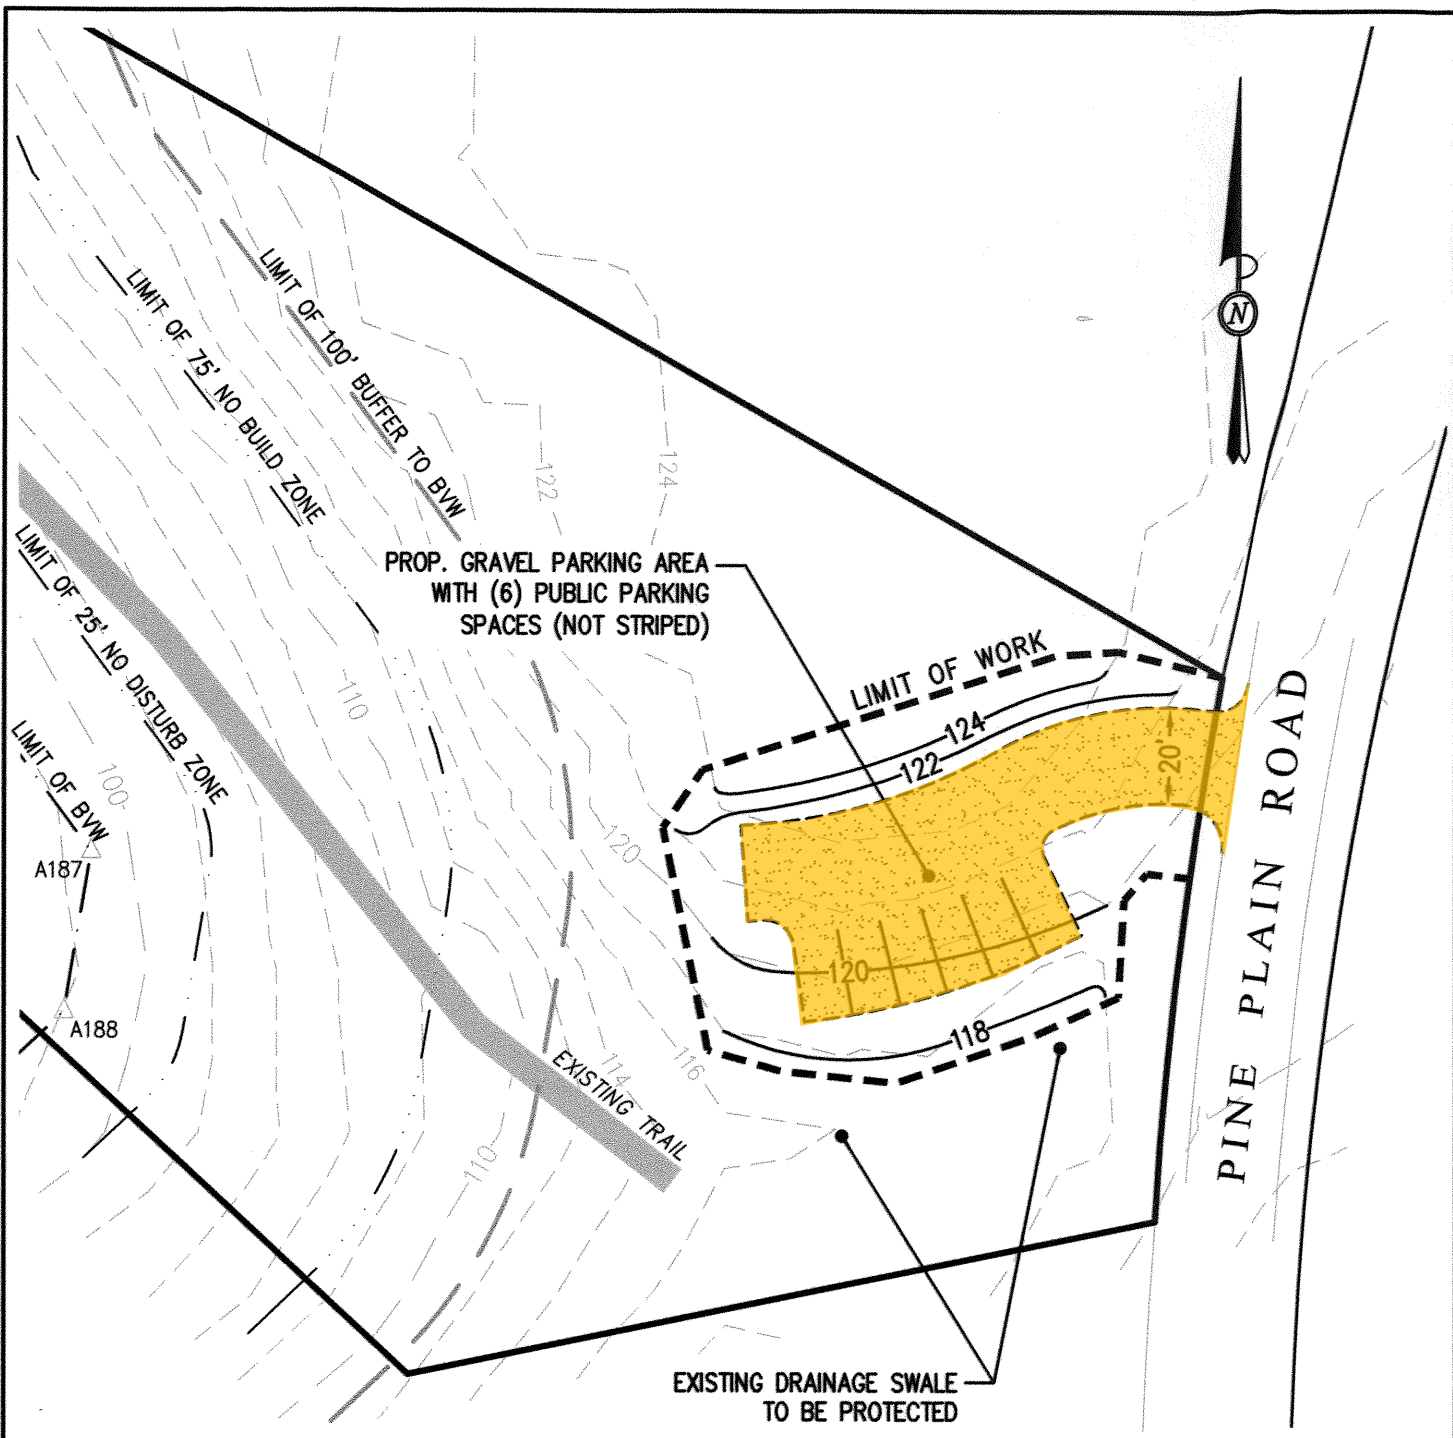 N
LIMIT OF 100' BUFFER TO BVW
LIMIT OF 75' NO BUILD ZONE
122
124
PROP. GRAVEL PARKING AREA
WITH (6) PUBLIC PARKING
SPACES (NOT STRIPED)
LIMIT OF 25' NO DISTURB ZONE
LIMIT OF WORK
110
LIMIT OF BVW
100
124
122
20'
PINE PLAIN ROAD
120
A187
120
A188
118
EXISTING TRAIL
114
116
110
EXISTING DRAINAGE SWALE
TO BE PROTECTED